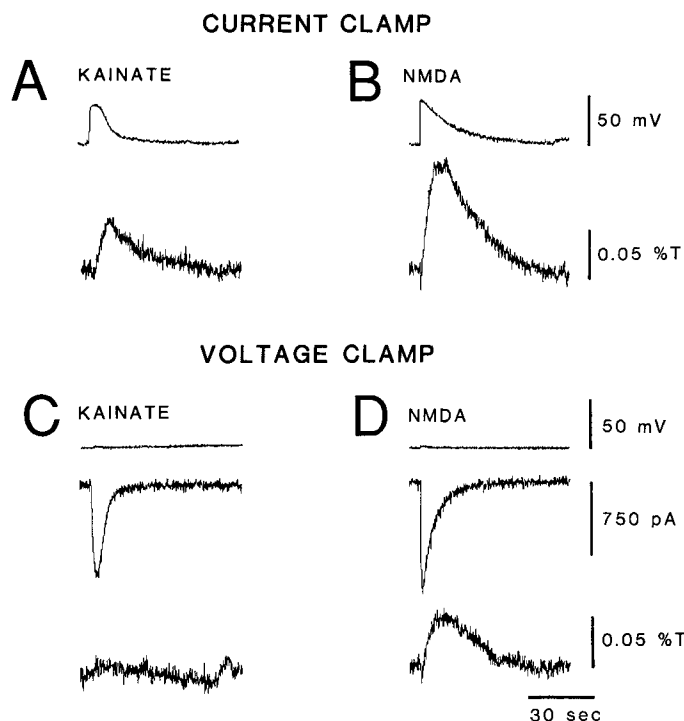 CURRENT CLAMP
A KAINATE
B NMDA
50 mV
0.05 %T
VOLTAGE CLAMP
C KAINATE
D NMDA
50 mV
750 pA
0.05 %T
30 sec